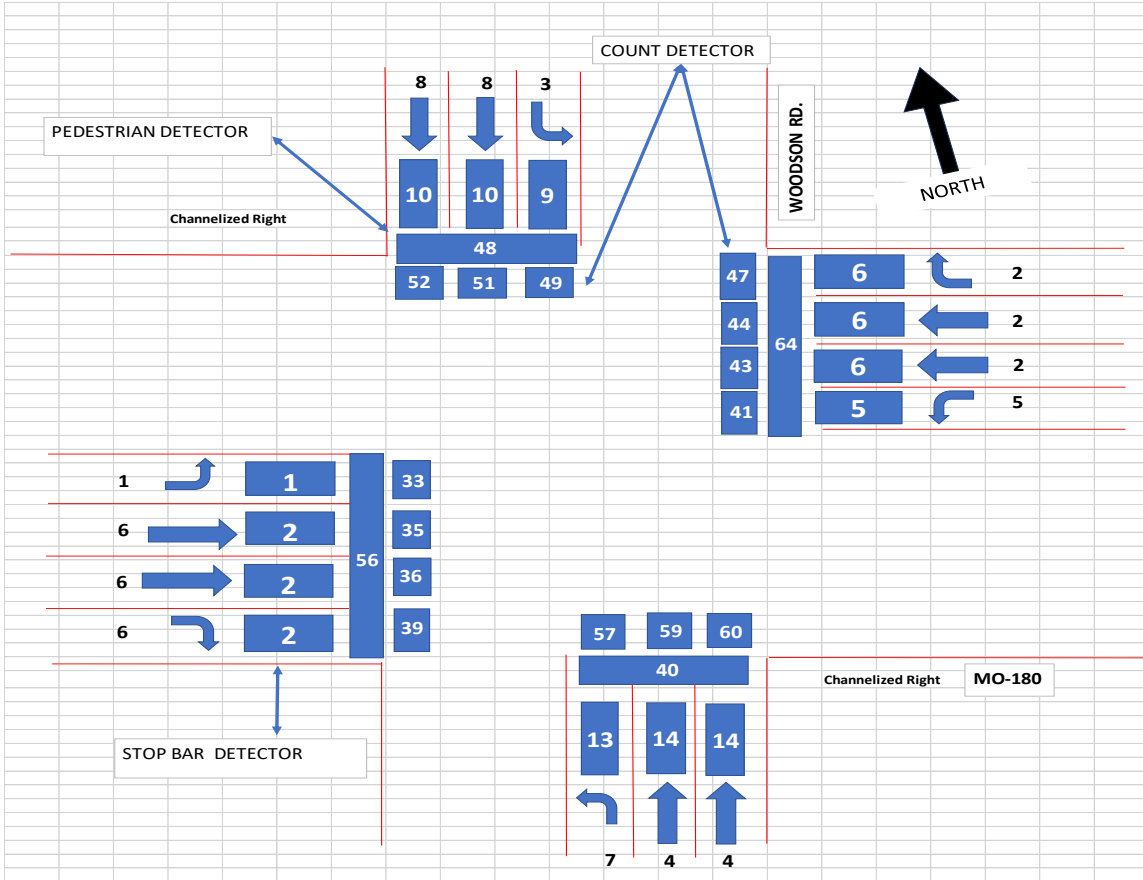 COUNT DETECTOR
8 8 3
WOODSON RD.
PEDESTRIAN DETECTOR
NORTH
10 10 9
Channelized Right
48
52 51 49
47 6 2
44 6 2
64
43 6 2
41 5 5
1 1 33
6 2 35
56
6 2 36
6 2 39
57 59 60
40
Channelized Right MO-180
13 14 14
STOP BAR DETECTOR
7 4 4